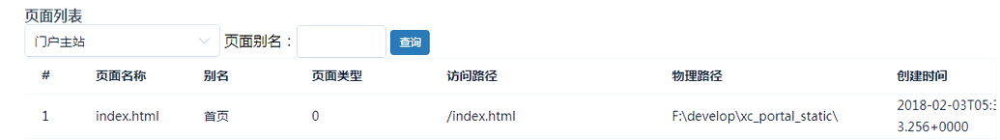 页面列表
门户主站 页面别名： 查询
# 页面名称 别名 页面类型 访问路径 物理路径 创建时间
1 index.html 首页 0 /index.html F:\develop\xc_portal_static\ 2018-02-03T05:3
3.256+0000